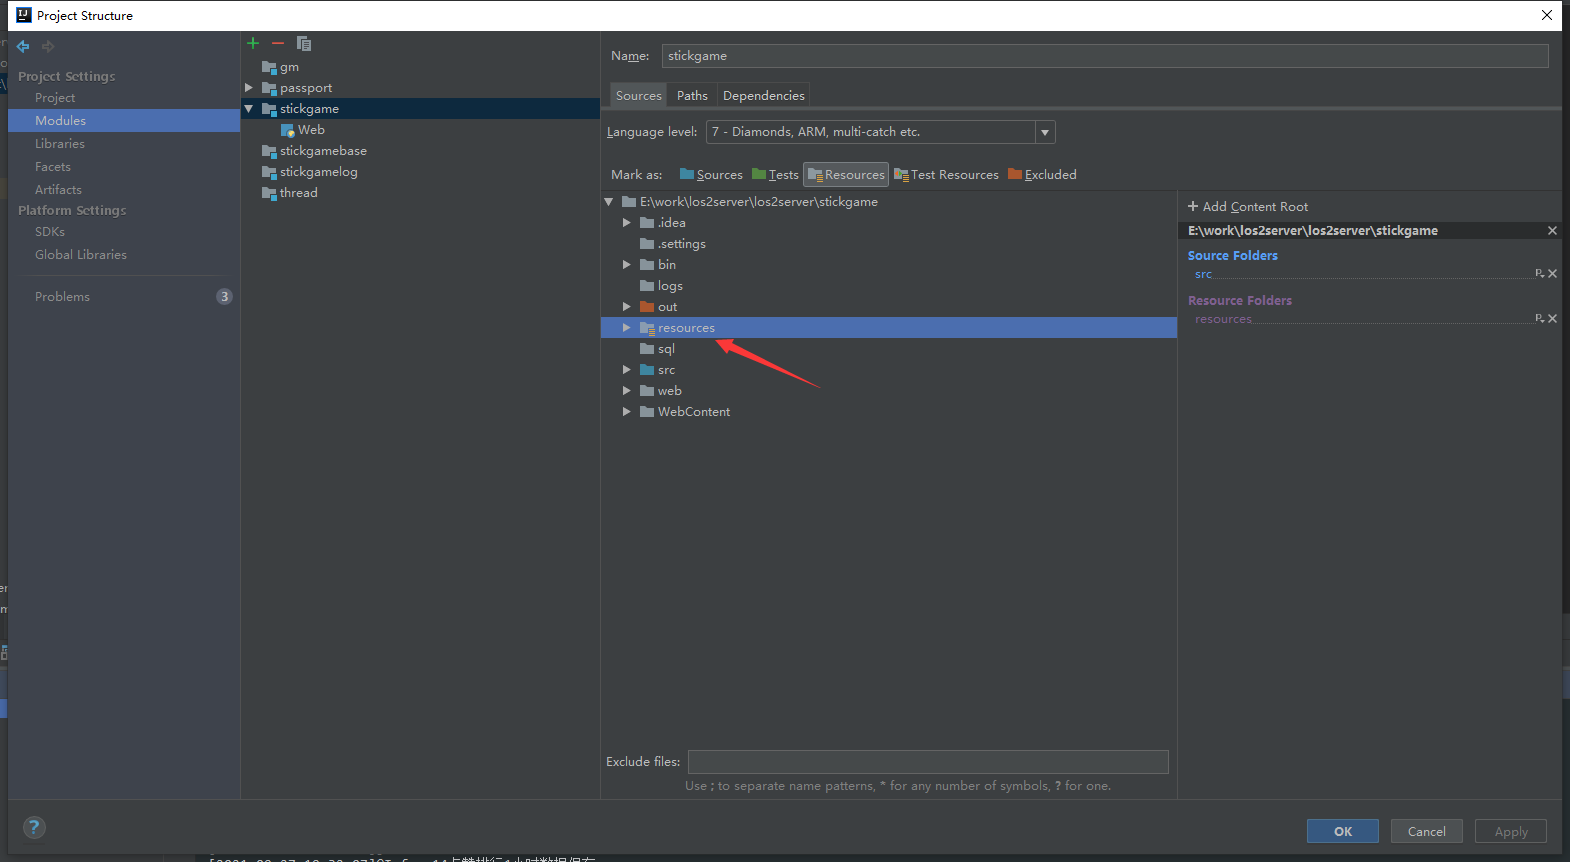 Project Structure
Project Settings
Project
Modules
Libraries
Facets
Artifacts
Platform Settings
SDKs
Global Libraries
Problems
3
gm
passport
stickgame
Web
stickgamebase
stickgamelog
thread
Name:
stickgame
Sources
Paths
Dependencies
Language level:
7 - Diamonds, ARM, multi-catch etc.
Mark as:
Sources
Tests
Resources
Test Resources
Excluded
E:\work\los2server\los2server\stickgame
.idea
.settings
bin
logs
out
resources
sql
src
web
WebContent
+ Add Content Root
E:\work\los2server\los2server\stickgame
Source Folders
src
Resource Folders
resources
Exclude files:
Use ; to separate name patterns, * for any number of symbols, ? for one.
?
OK
Cancel
Apply